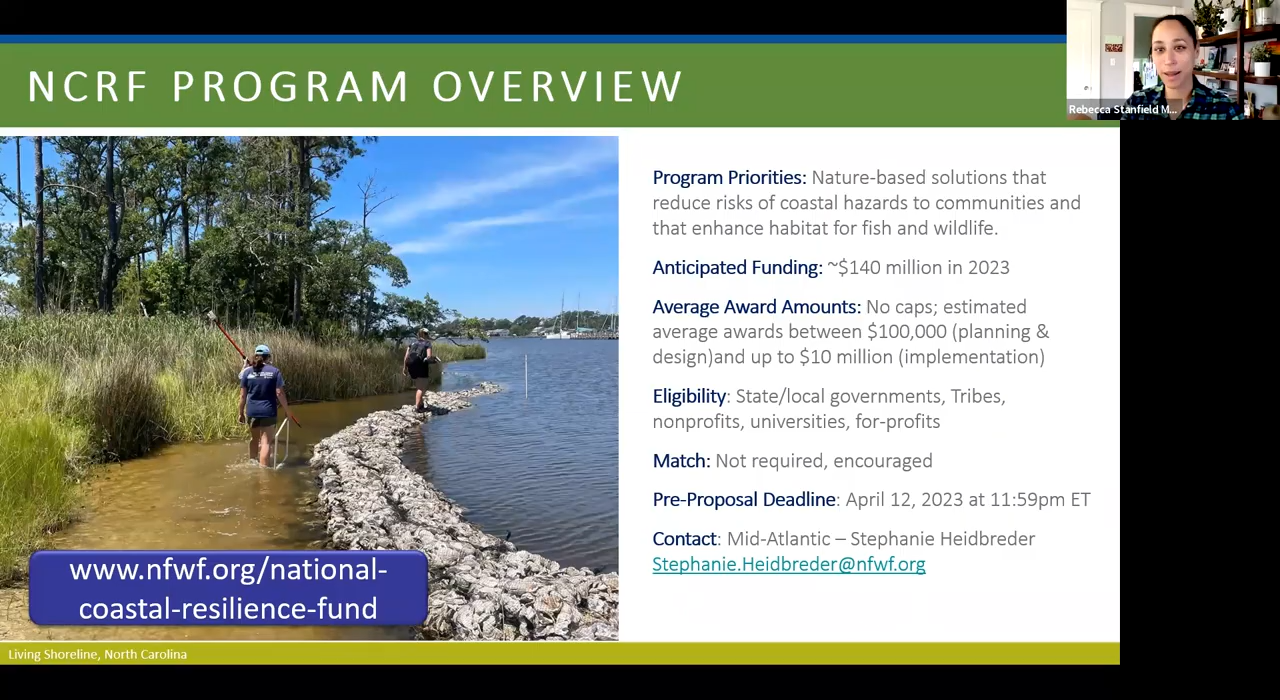 NCRF PROGRAM OVERVIEW
Rebecca Stanfield M...
Program Priorities: Nature-based solutions that
reduce risks of coastal hazards to communities and
that enhance habitat for fish and wildlife.
Anticipated Funding: ~$140 million in 2023
Average Award Amounts: No caps; estimated
average awards between $100,000 (planning &
design)and up to $10 million (implementation)
Eligibility: State/local governments, Tribes,
nonprofits, universities, for-profits
Match: Not required, encouraged
Pre-Proposal Deadline: April 12, 2023 at 11:59pm ET
Contact: Mid-Atlantic – Stephanie Heidbreder
Stephanie.Heidbreder@nfwf.org
www.nfwf.org/national-
coastal-resilience-fund
Living Shoreline, North Carolina